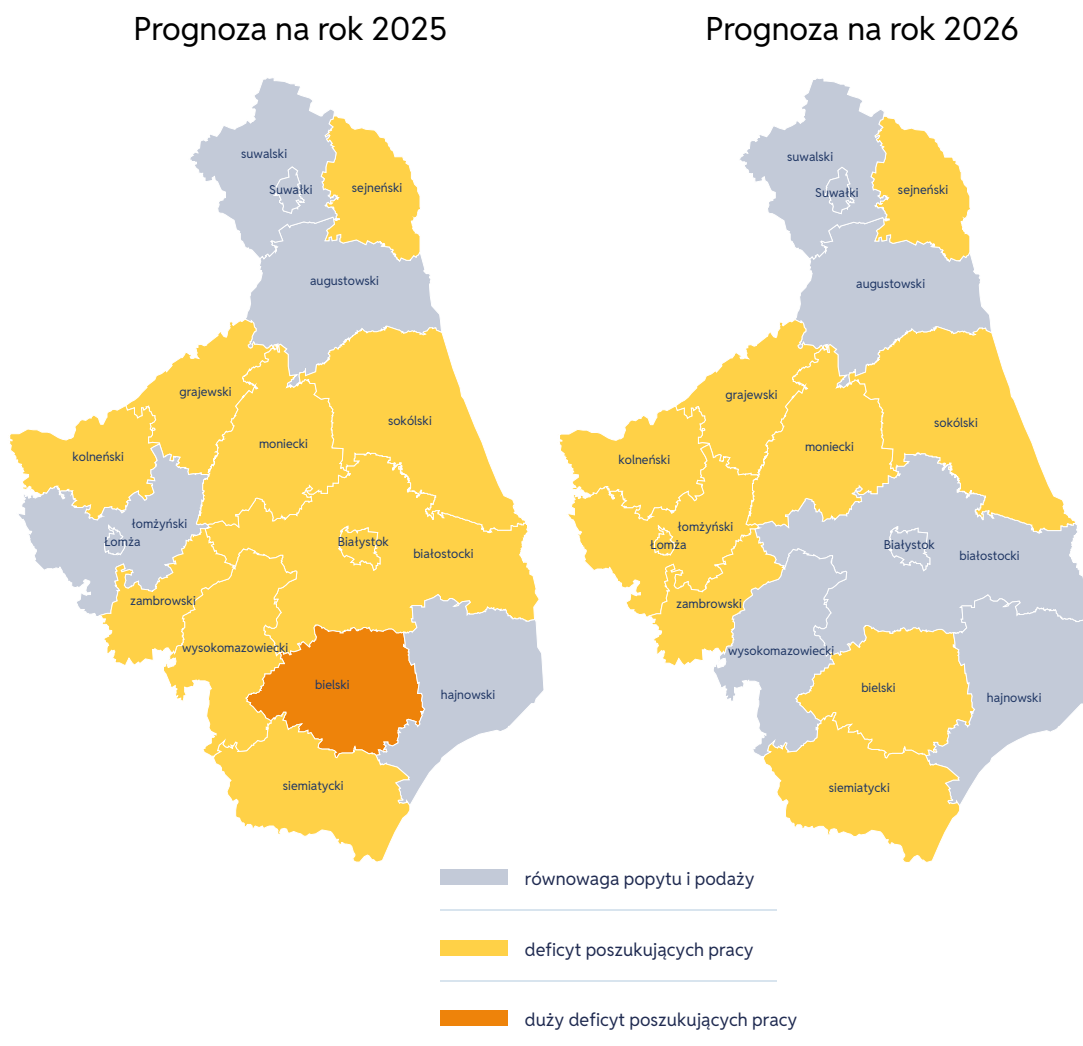 Prognoza na rok 2025
suwalski
Suwałki
sejneński
augustowski
grajewski
sokólski
moniecki
kolneński
łomżyński
Łomża
Białystok
białostocki
zambrowski
wysokomazowiecki
bielski
hajnowski
siemiatycki
Prognoza na rok 2026
suwalski
Suwałki
sejneński
augustowski
grajewski
sokólski
moniecki
kolneński
łomżyński
Łomża
Białystok
białostocki
zambrowski
wysokomazowiecki
bielski
hajnowski
siemiatycki
równowaga popytu i podaży
deficyt poszukujących pracy
duży deficyt poszukujących pracy